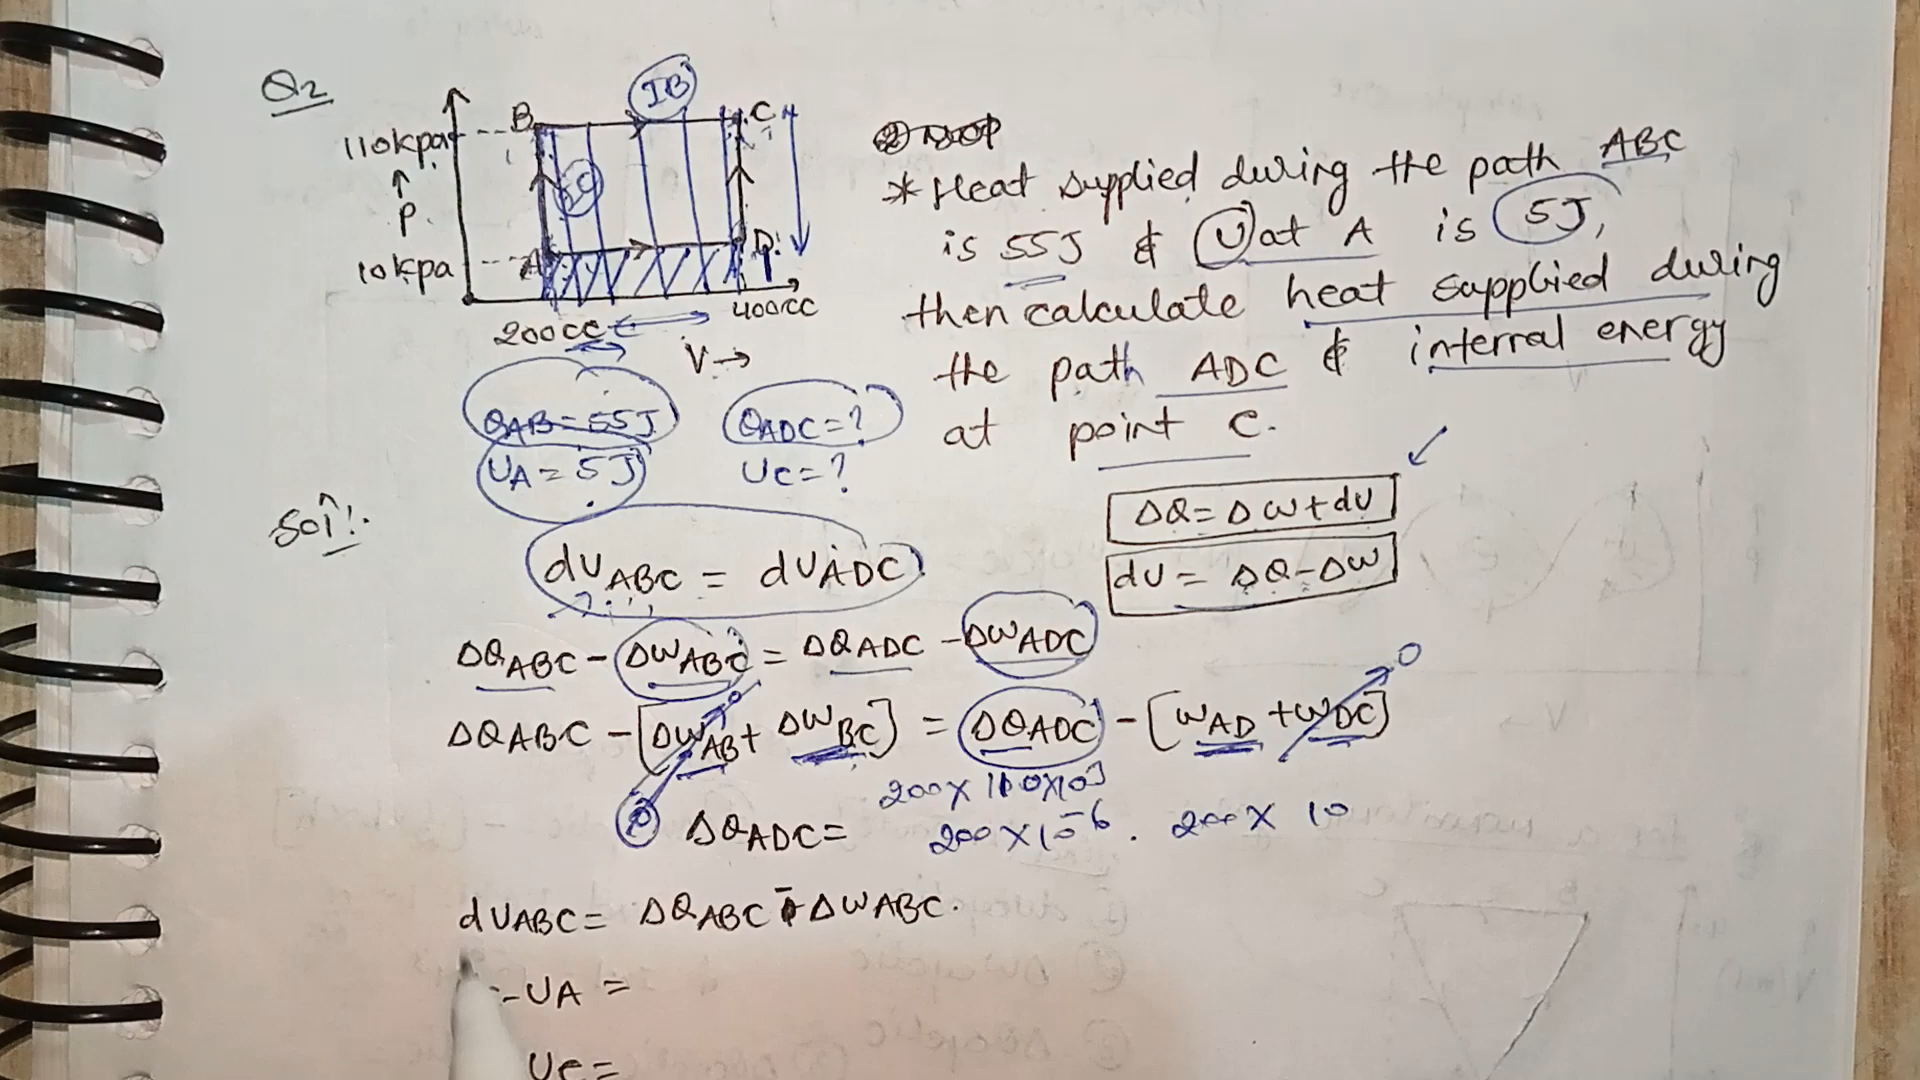 Q2
IB
B
C
110kpa
↑
P.
IC
A
D
10kpa
200cc
400cc
V→
* Heat supplied during the path ABC
is 55J & U at A is 5J,
then calculate heat supplied during
the path ADC & internal energy
at point C.
QAB = 55J QADC = ?
UA = 5J UC = ?
Sol!.
ΔQ = ΔW + dU
dU = ΔQ - ΔW
dUABC = dUADC
ΔQABC - ΔWABC = ΔQADC - ΔWADC
ΔQABC - [ΔWAB + ΔWBC] = ΔQADC - [WAD + WDC]
0
200 X 110 X 10³
ΔQADC = 200 X 10-6 . 200 X 10
dUABC = ΔQABC - ΔWABC.
- UA =
UC =